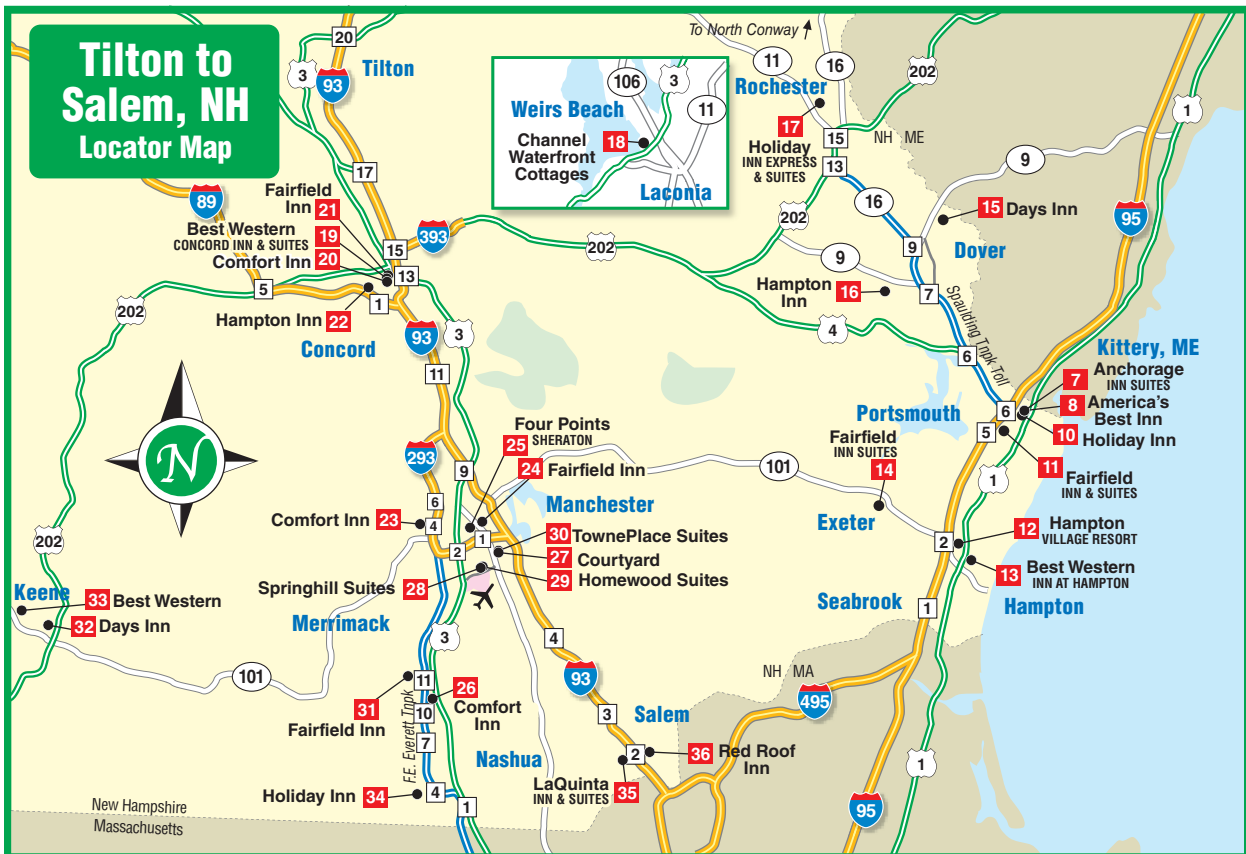 Tilton to
Salem, NH
Locator Map
20
3
93
Tilton
17
89
Fairfield
Inn
21
Best Western
CONCORD INN & SUITES
19
Comfort Inn
20
15
393
13
5
1
Hampton Inn
22
Concord
202
3
93
11
106
3
11
Weirs Beach
Channel
Waterfront
Cottages
18
Laconia
To North Conway
11
16
Rochester
202
1
17
Holiday
INN EXPRESS
& SUITES
15
NH ME
13
9
16
95
15
Days Inn
202
202
9
9
Dover
Hampton
Inn
16
7
Spaulding Tnpk Toll
4
6
Kittery, ME
7
Anchorage
INN SUITES
8
America's
Best Inn
10
Holiday Inn
6
Portsmouth
5
11
Fairfield
INN & SUITES
1
N
293
Four Points
SHERATON
25
24
Fairfield Inn
9
101
Fairfield
INN SUITES
14
6
Manchester
Exeter
Comfort Inn
23
4
1
2
30
TownePlace Suites
27
Courtyard
29
Homewood Suites
Springhill Suites
28
2
12
Hampton
VILLAGE RESORT
13
Best Western
INN AT HAMPTON
Seabrook
1
Hampton
202
Keene
33
Best Western
32
Days Inn
Merrimack
3
4
101
11
31
Fairfield Inn
26
Comfort
Inn
10
F.E. Everett Tnpk
7
93
NH MA
495
3
Salem
Nashua
2
36
Red Roof
Inn
1
LaQuinta
INN & SUITES
35
Holiday Inn
34
4
1
95
New Hampshire
Massachusetts